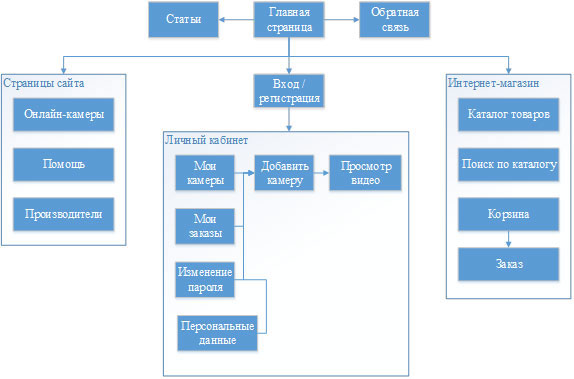 Статьи
Главная
страница
Обратная
связь
Страницы сайта
Онлайн-камеры
Помощь
Производители
Вход /
регистрация
Личный кабинет
Мои
камеры
Добавить
камеру
Просмотр
видео
Мои
заказы
Изменение
пароля
Персональные
данные
Интернет-магазин
Каталог товаров
Поиск по каталогу
Корзина
Заказ